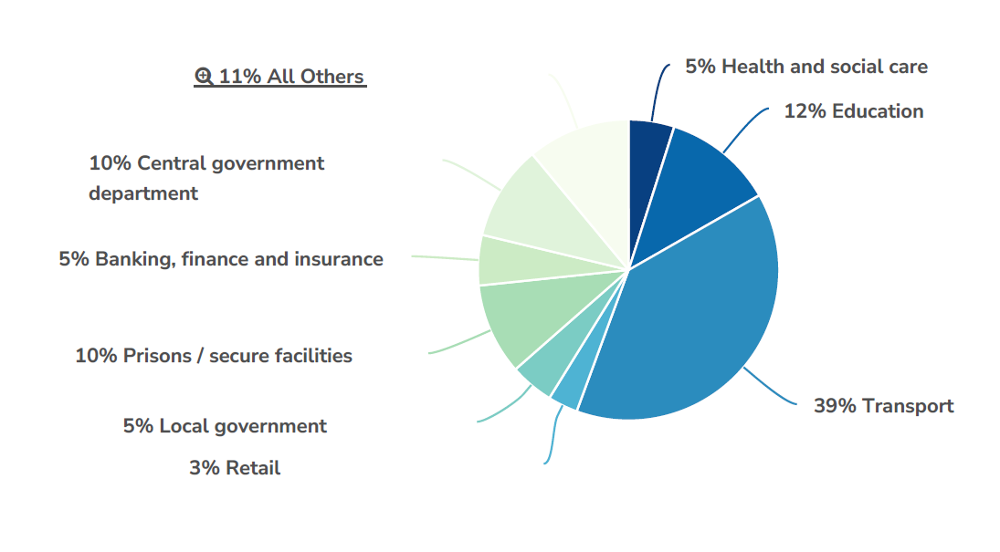 5% Health and social care
12% Education
39% Transport
3% Retail
5% Local government
10% Prisons / secure facilities
5% Banking, finance and insurance
10% Central government
department
11% All Others